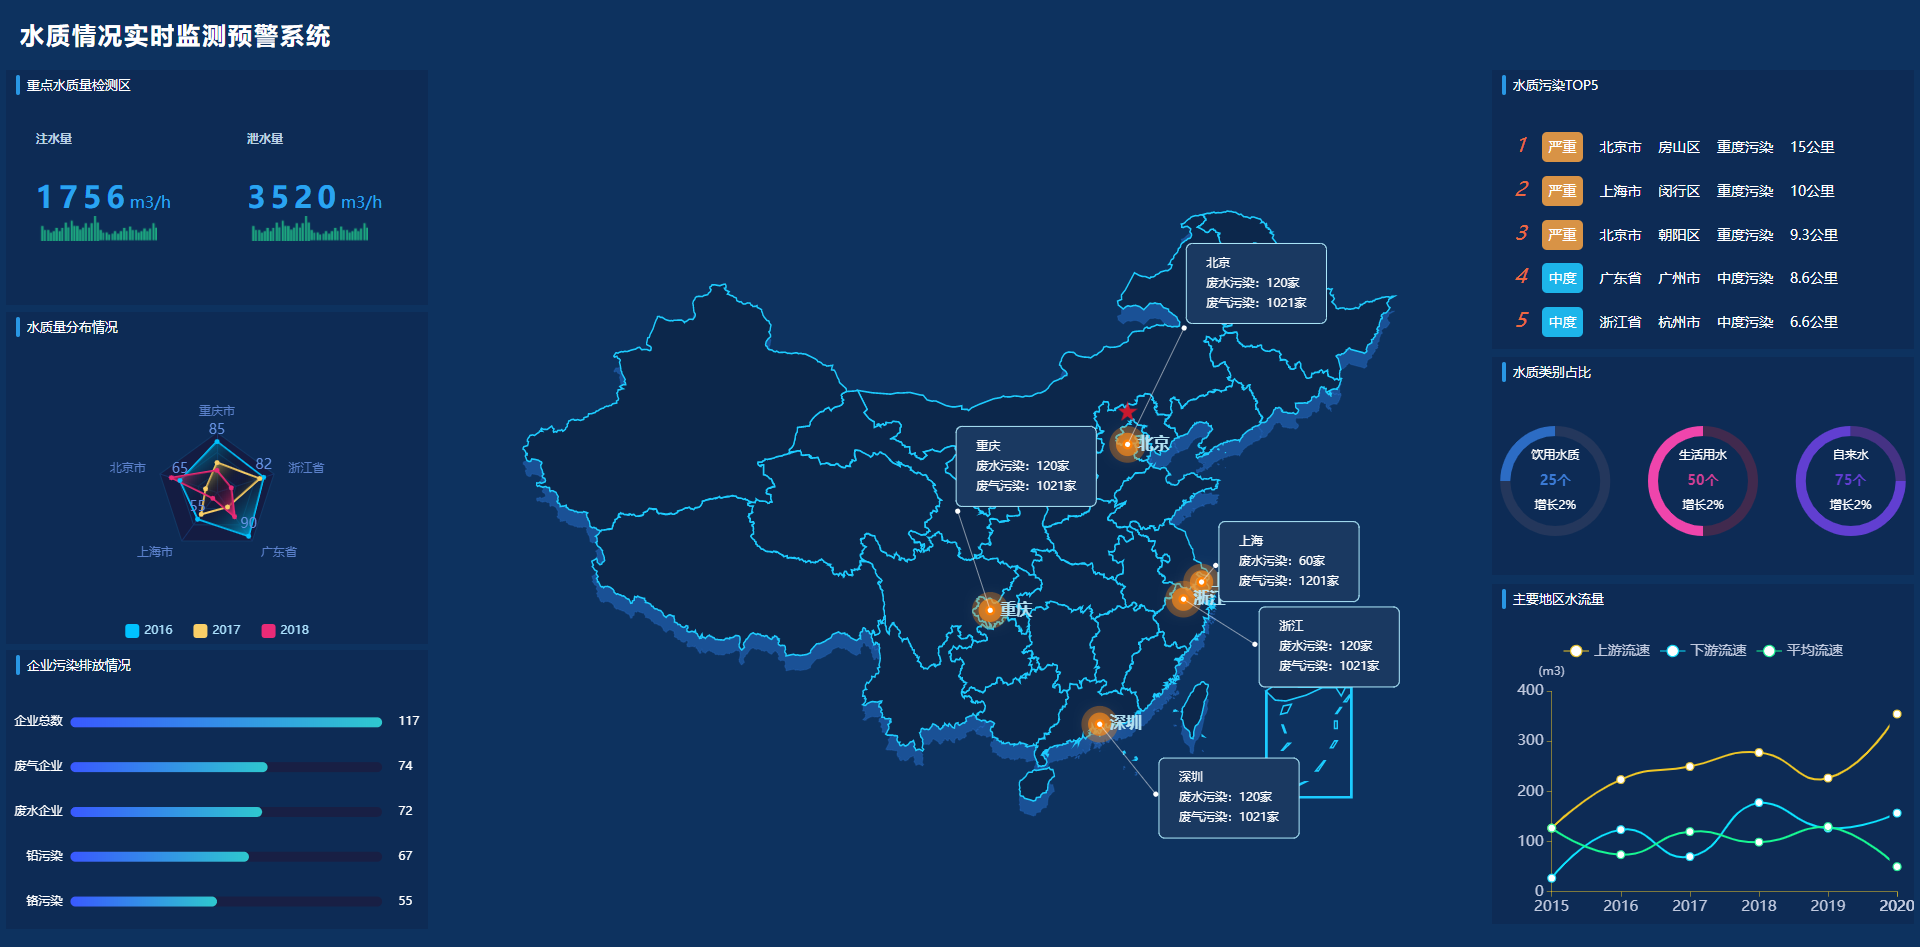 水质情况实时监测预警系统
重点水质量检测区
注水量
泄水量
1756 m3/h
3520 m3/h
水质量分布情况
重庆市
85
北京市
65
82
浙江省
55
90
上海市
广东省
2016
2017
2018
企业污染排放情况
企业总数 117
废气企业 74
废水企业 72
铅污染 67
铬污染 55
北京
废水污染：120家
废气污染：1021家
北京
重庆
废水污染：120家
废气污染：1021家
重庆
上海
废水污染：60家
废气污染：1201家
浙江
浙江
废水污染：120家
废气污染：1021家
深圳
深圳
废水污染：120家
废气污染：1021家
水质污染TOP5
1 严重 北京市 房山区 重度污染 15公里
2 严重 上海市 闵行区 重度污染 10公里
3 严重 北京市 朝阳区 重度污染 9.3公里
4 中度 广东省 广州市 中度污染 8.6公里
5 中度 浙江省 杭州市 中度污染 6.6公里
水质类别占比
饮用水质
25个
增长2%
生活用水
50个
增长2%
自来水
75个
增长2%
主要地区水流量
上游流速 下游流速 平均流速
(m3)
400
300
200
100
0
2015 2016 2017 2018 2019 2020